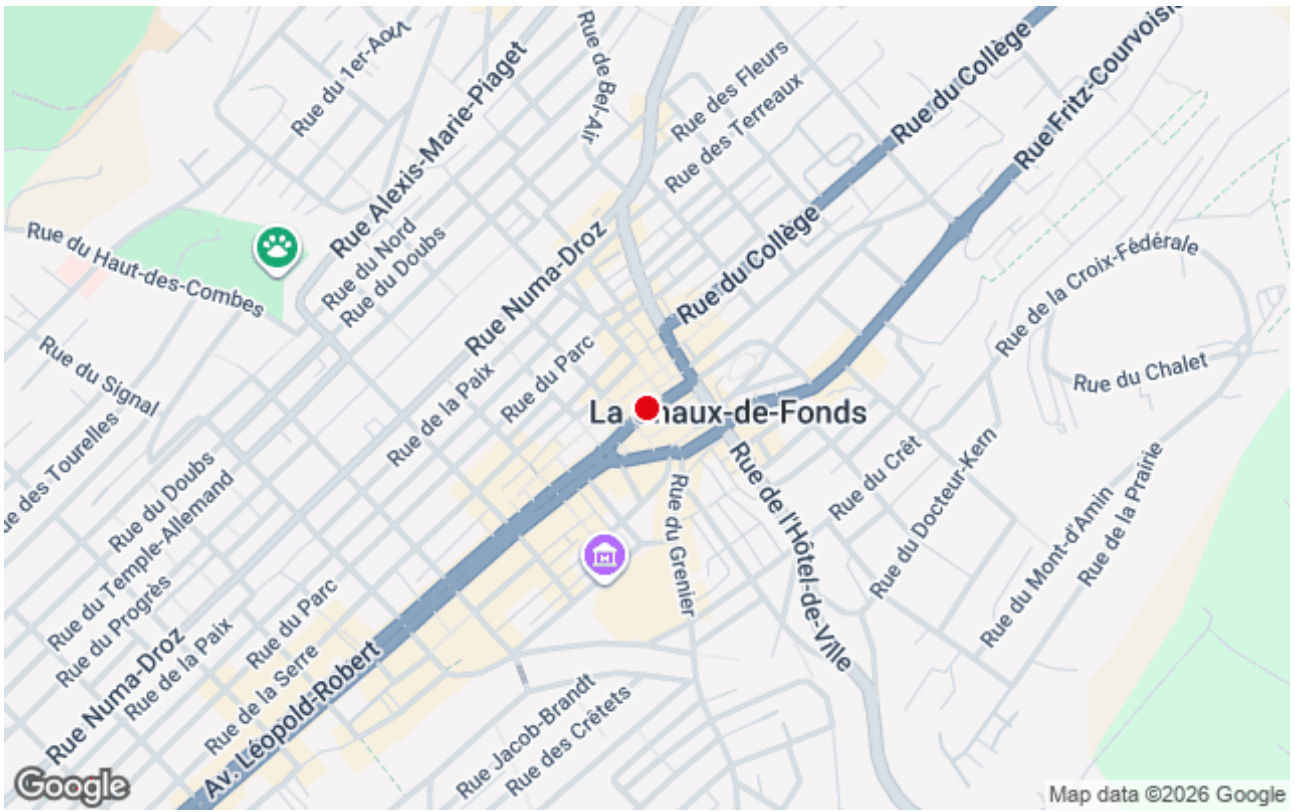 Rue du Collège
Rue Fritz-Courvoisie
Rue de Bel-Air
Rue des Fleurs
Rue du 1er-Aoû
Rue Alexis-Marie-Piaget
Rue des Terreaux
Rue du Collège
Rue du Haut-des-Combes
Rue du Nord
Rue du Doubs
Rue Numa-Droz
Rue de la Croix-Fédérale
Rue du Signal
Rue du Parc
Rue de la Paix
Rue du Chalet
La Chaux-de-Fonds
ue des Tourelles
Rue du Doubs
Rue du Temple-Allemand
Rue du Progrès
Rue du Grenier
Rue de l'Hôtel-de-Ville
Rue du Crêt
Rue du Docteur-Kern
Rue du Mont-d'Amin
Rue de la Prairie
Rue du Parc
Rue de la Paix
Rue Numa-Droz
Rue de la Serre
Av. Léopold-Robert
Rue Jacob-Brandt
Rue des Crêtets
Google
Map data ©2026 Google